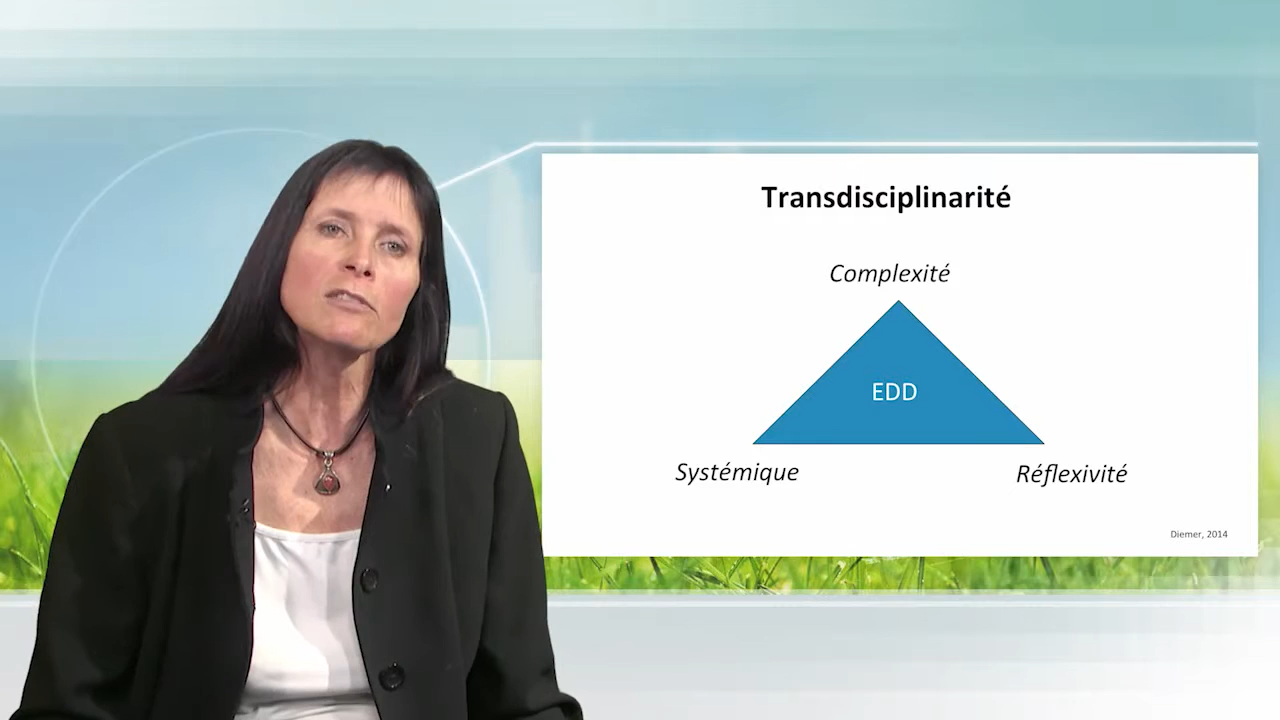 Transdisciplinarité
Complexité
EDD
Systémique
Réflexivité
Diemer, 2014